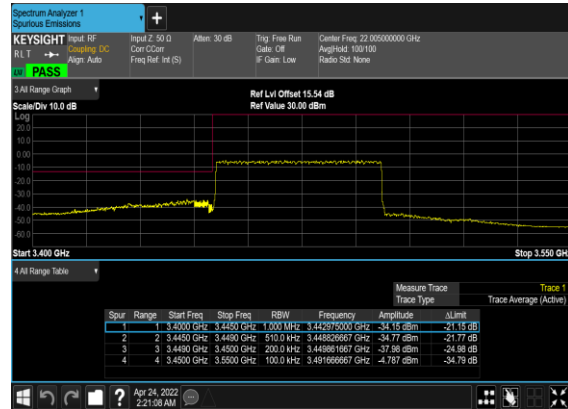 Spectrum Analyzer 1
Spurious Emissions
+
KEYSIGHT Input: RF Input Z: 50 Ω Atten: 30 dB Trig: Free Run Center Freq: 22.005000000 GHz
RLT Coupling: DC Corr CCorr Gate: Off Avg|Hold: 100/100
Align: Auto Freq Ref: Int (S) IF Gain: Low Radio Std: None
PASS
3 All Range Graph
Ref Lvl Offset 15.54 dB
Scale/Div 10.0 dB Ref Value 30.00 dBm
Log
20.0
10.0
0.00
-10.0
-20.0
-30.0
-40.0
-50.0
-60.0
Start 3.400 GHz Stop 3.550 GHz
4 All Range Table
Measure Trace Trace 1
Trace Type Trace Average (Active)
Spur Range Start Freq Stop Freq RBW Frequency Amplitude ΔLimit
1 1 3.4000 GHz 3.4450 GHz 1.000 MHz 3.442975000 GHz -34.15 dBm -21.15 dB
2 2 3.4450 GHz 3.4490 GHz 510.0 kHz 3.448826667 GHz -34.77 dBm -21.77 dB
3 3 3.4490 GHz 3.4500 GHz 200.0 kHz 3.449861667 GHz -37.98 dBm -24.98 dB
4 4 3.4500 GHz 3.5500 GHz 100.0 kHz 3.491666667 GHz -4.787 dBm -34.79 dB
? Apr 24, 2022
2:21:08 AM